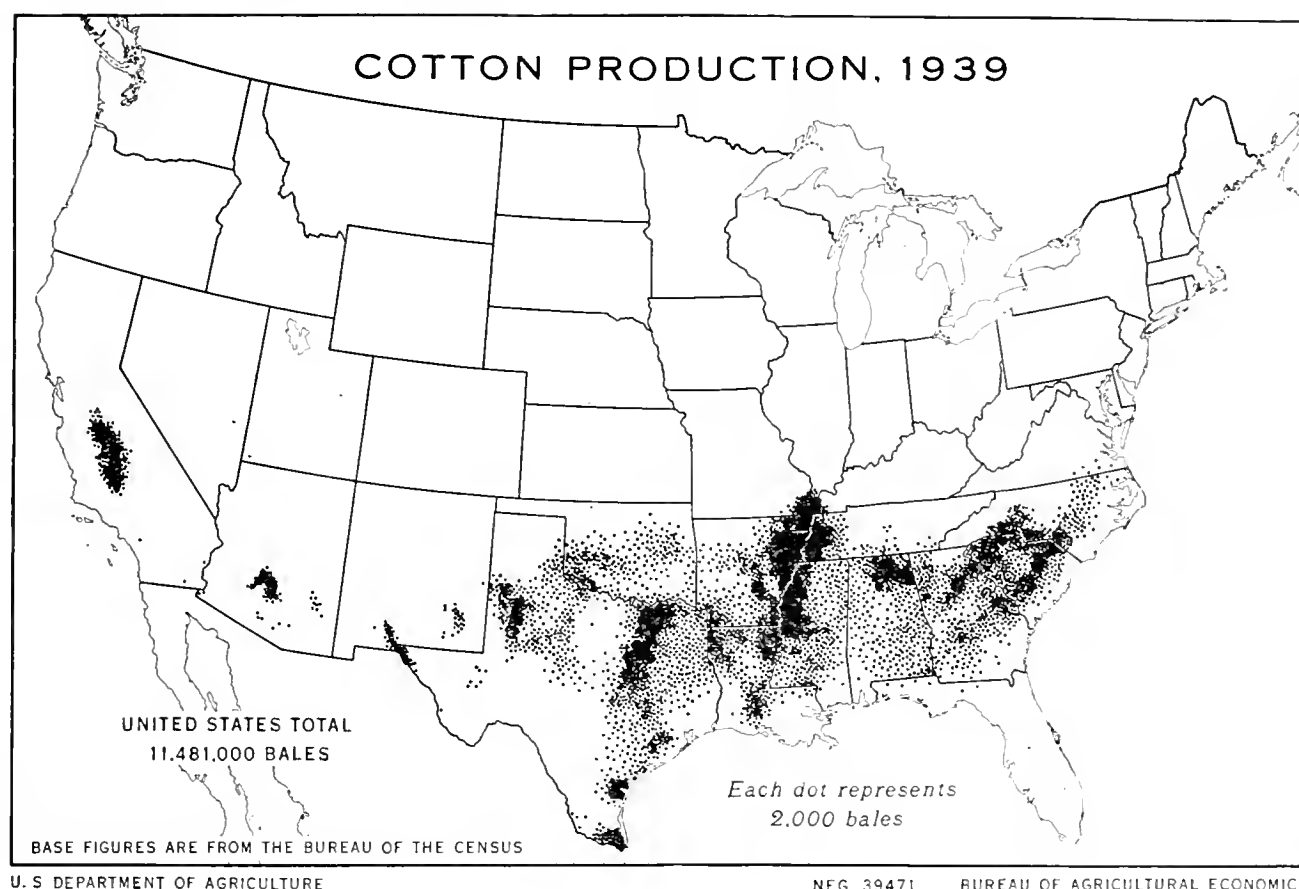 COTTON PRODUCTION, 1939
UNITED STATES TOTAL
11,481,000 BALES
Each dot represents
2,000 bales
BASE FIGURES ARE FROM THE BUREAU OF THE CENSUS
U. S DEPARTMENT OF AGRICULTURE
NEG. 39471 BUREAU OF AGRICULTURAL ECONOMIC